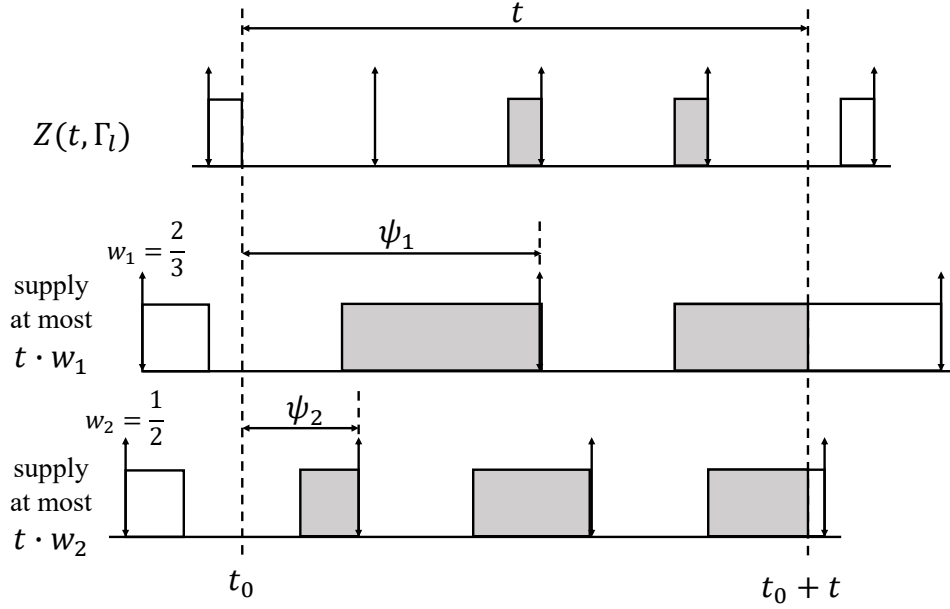 t
Z(t, Γ_l)
w_1 = 2/3
ψ_1
supply
at most
t · w_1
w_2 = 1/2
ψ_2
supply
at most
t · w_2
t_0
t_0 + t